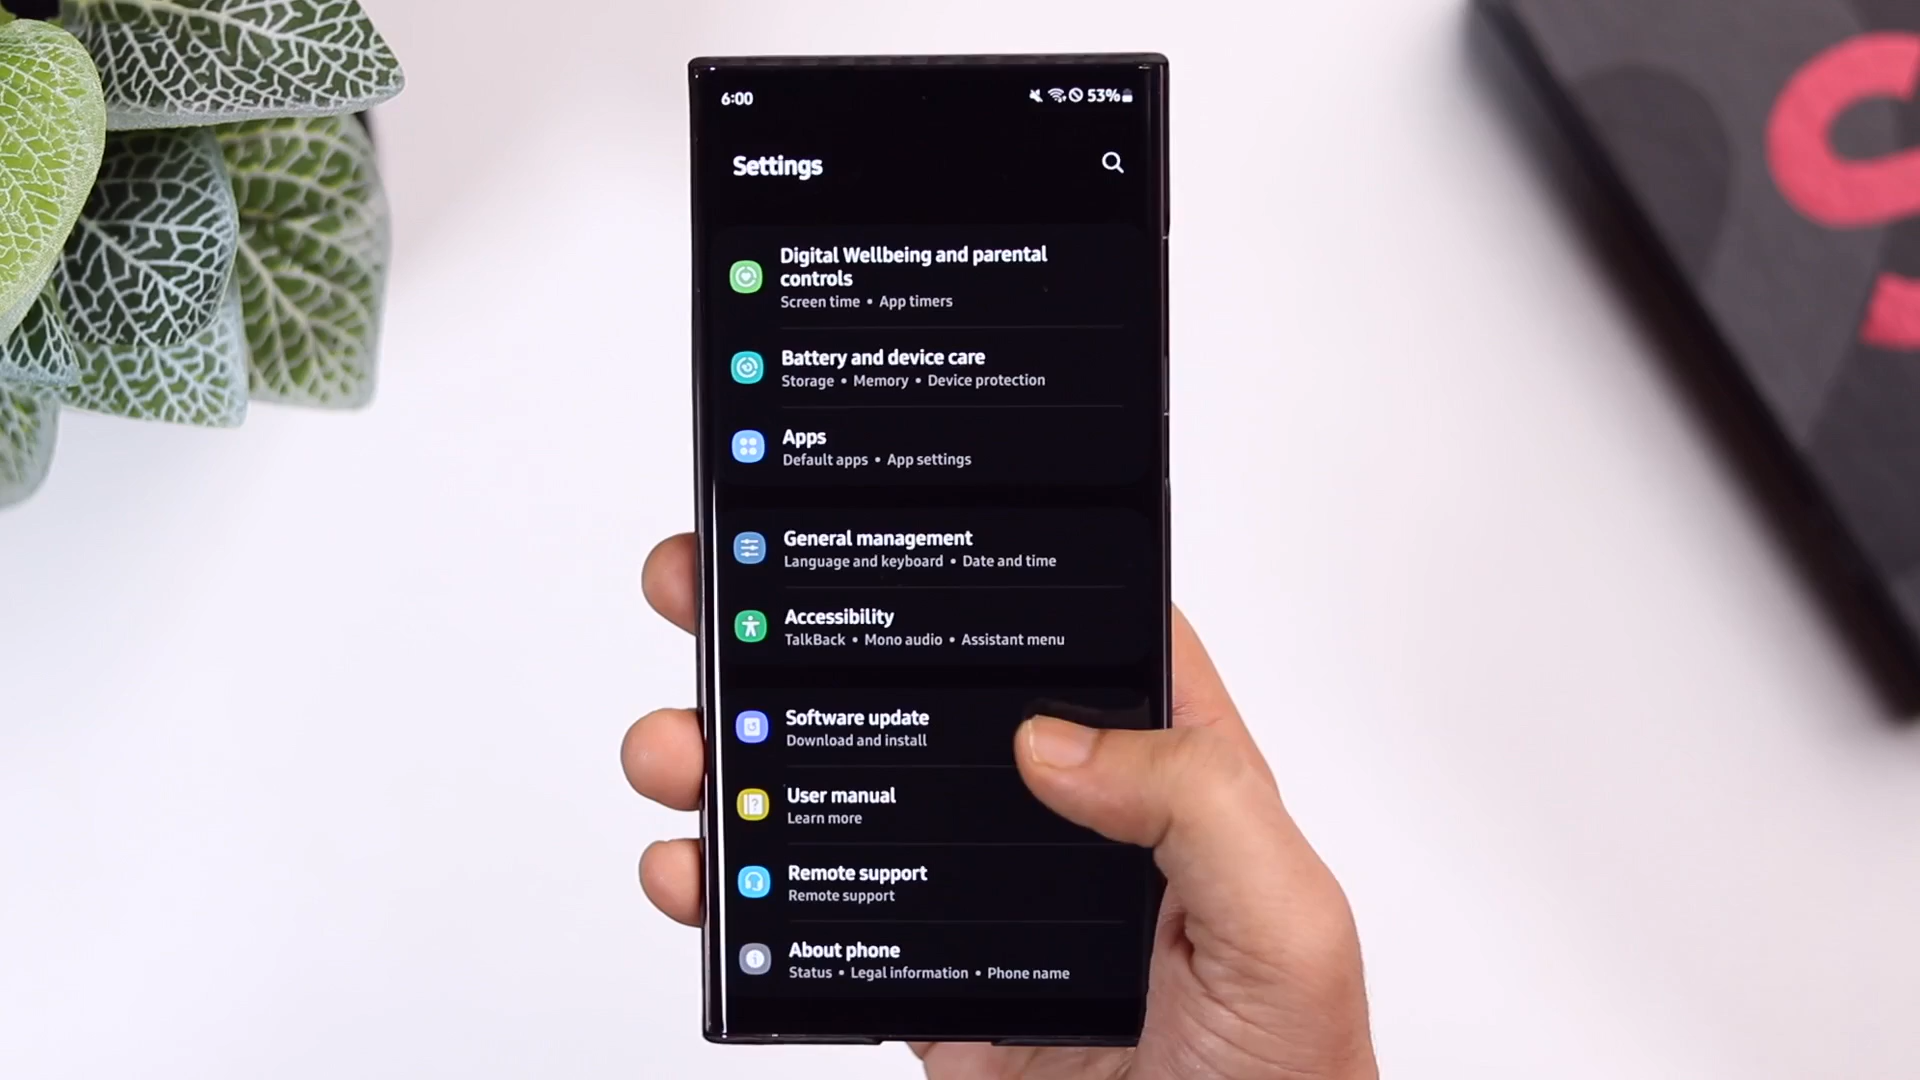 6:00
53%
Settings
Digital Wellbeing and parental
controls
Screen time • App timers
Battery and device care
Storage • Memory • Device protection
Apps
Default apps • App settings
General management
Language and keyboard • Date and time
Accessibility
TalkBack • Mono audio • Assistant menu
Software update
Download and install
User manual
Learn more
Remote support
Remote support
About phone
Status • Legal information • Phone name